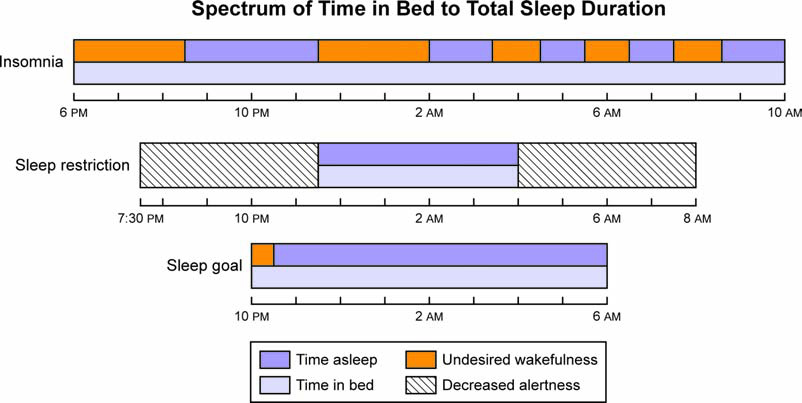 Spectrum of Time in Bed to Total Sleep Duration
Insomnia
6 PM 10 PM 2 AM 6 AM 10 AM
Sleep restriction
7:30 PM 10 PM 2 AM 6 AM 8 AM
Sleep goal
10 PM 2 AM 6 AM
Time asleep Undesired wakefulness
Time in bed Decreased alertness